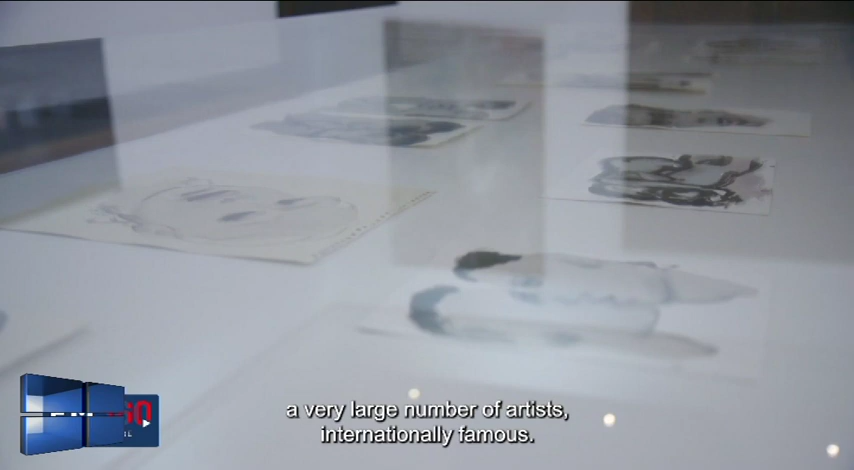 a very large number of artists,
internationally famous.